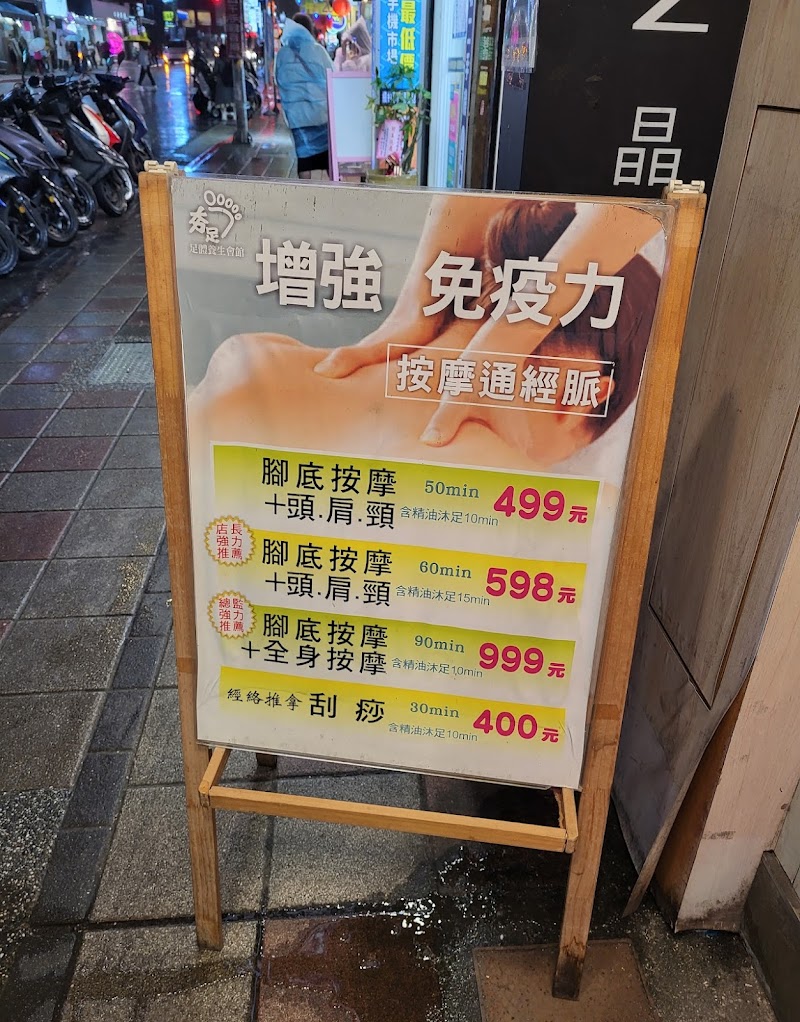 手機市場
最低價
晶
夯足
足體養生會館
增強 免疫力
按摩通經脈
腳底按摩 50min 499元
+頭.肩.頸 含精油沐足10min
店長
強力
推薦
腳底按摩 60min 598元
+頭.肩.頸 含精油沐足15min
總監
強力
推薦
腳底按摩 90min 999元
+全身按摩 含精油沐足10min
經絡推拿 刮痧 30min 400元
含精油沐足10min